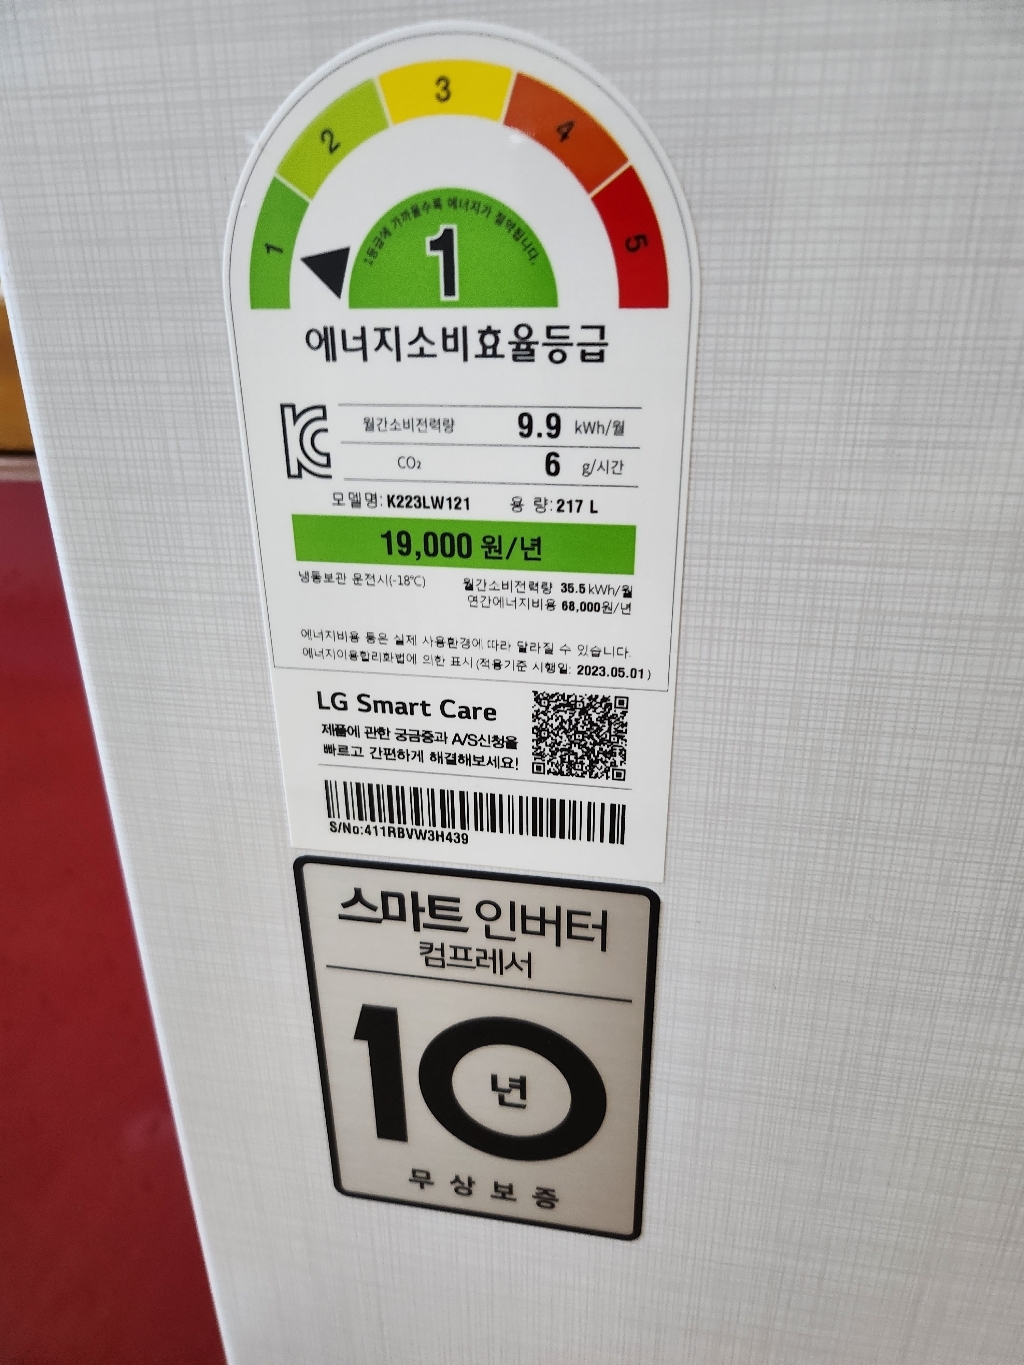 1 2 3 4 5
1등급에 가까울수록 에너지가 절약됩니다.
1
에너지소비효율등급
KC
월간소비전력량 9.9 kWh/월
CO₂ 6 g/시간
모델명: K223LW121 용 량: 217 L
19,000 원/년
냉동보관 운전시(-18℃) 월간소비전력량 35.5 kWh/월
연간에너지비용 68,000원/년
에너지비용 등은 실제 사용환경에 따라 달라질 수 있습니다.
에너지이용합리화법에 의한 표시 (적용기준 시행일: 2023.05.01)
LG Smart Care
제품에 관한 궁금증과 A/S신청을
빠르고 간편하게 해결해보세요!
S/No:411RBVW3H439
스마트 인버터
컴프레서
10
년
무상보증